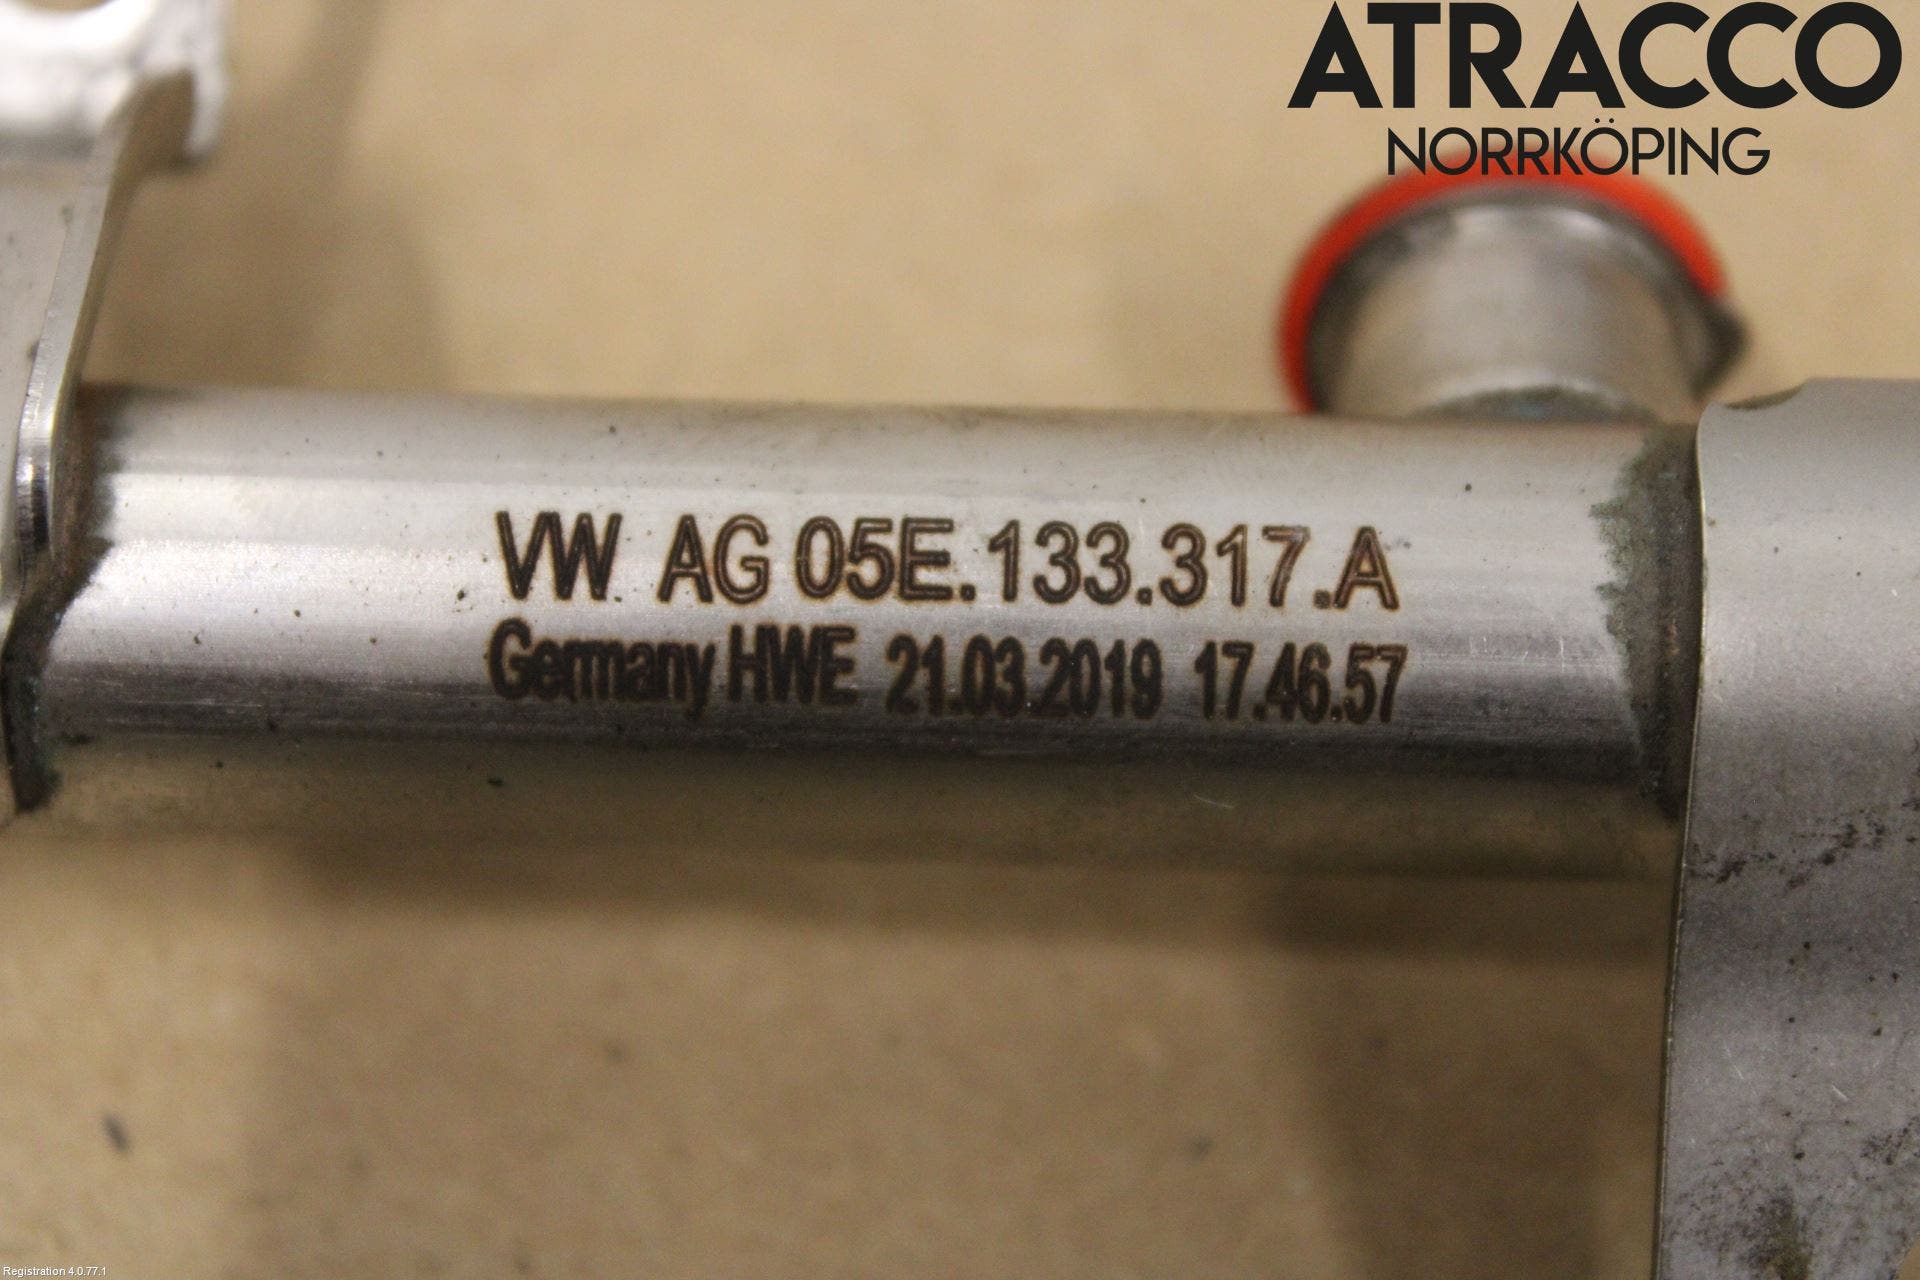 ATRACCO
NORRKÖPING
VW AG 05E.133.317.A
Germany HWE 21.03.2019 17.46.57
Registration 4.0.77.1